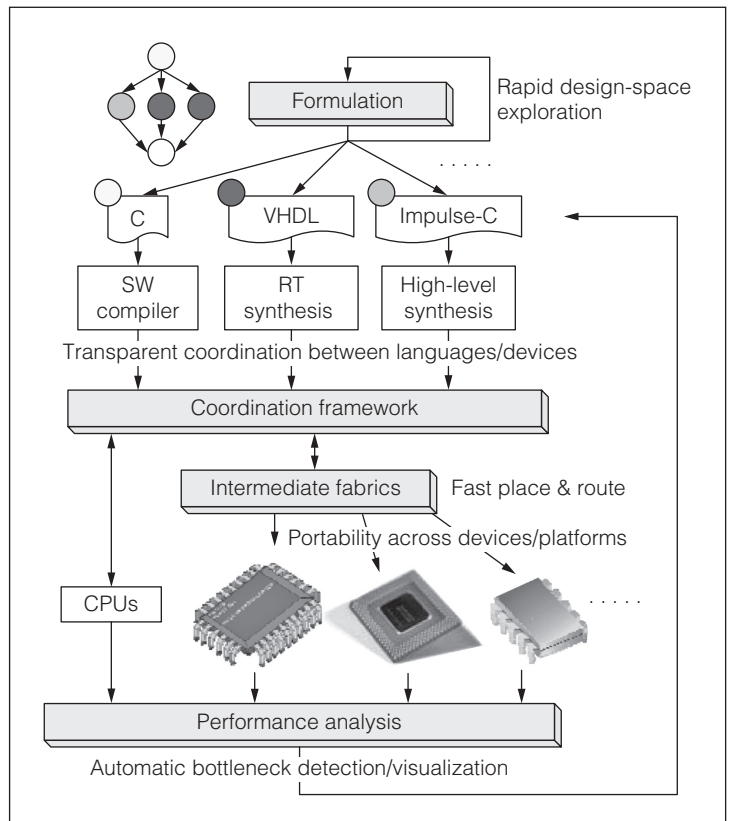 Formulation
Rapid design-space
exploration
. . . . .
C
VHDL
Impulse-C
SW
compiler
RT
synthesis
High-level
synthesis
Transparent coordination between languages/devices
Coordination framework
Intermediate fabrics
Fast place & route
Portability across devices/platforms
CPUs
. . . . .
Performance analysis
Automatic bottleneck detection/visualization